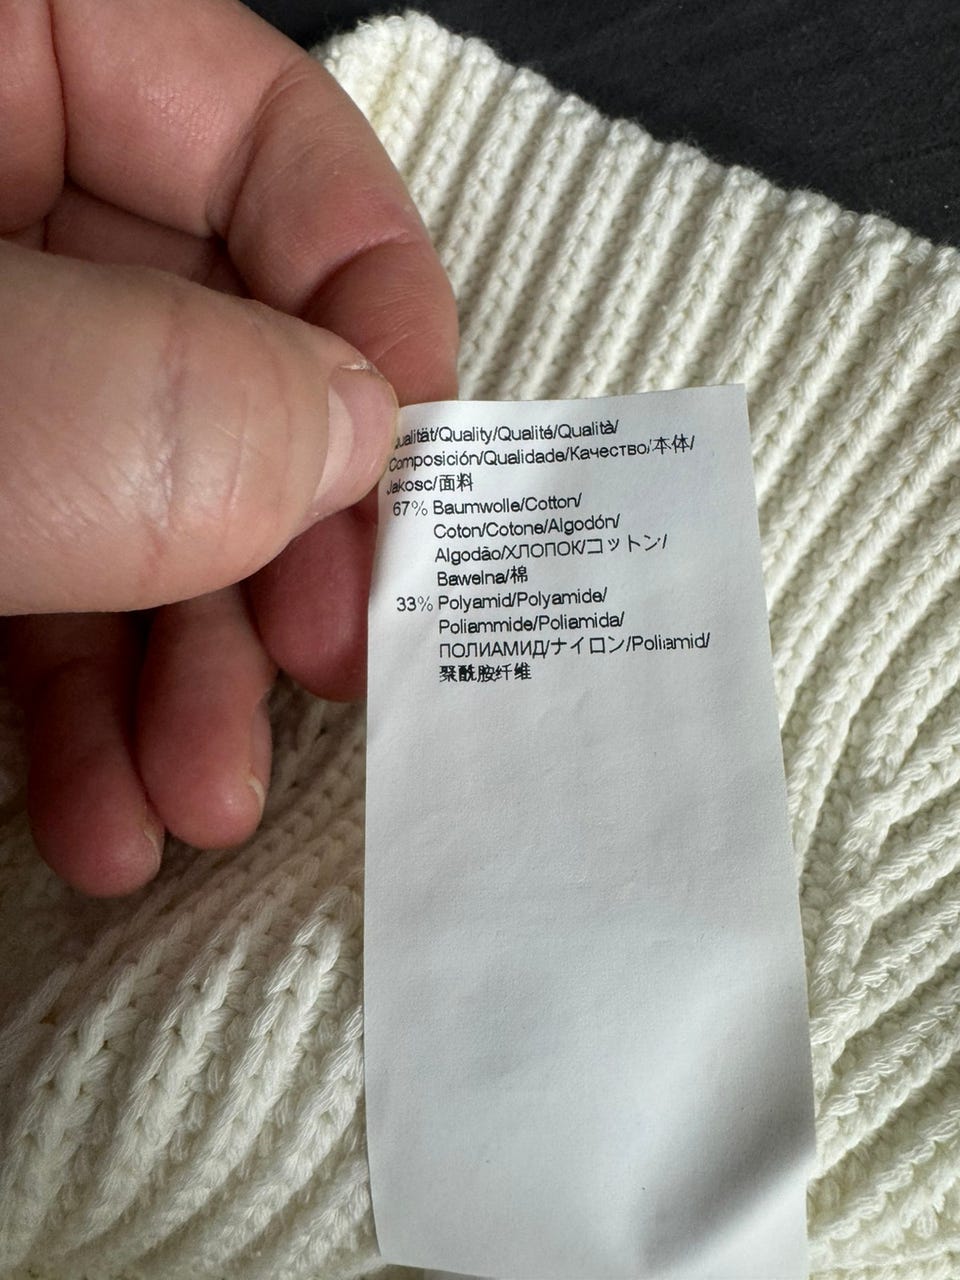 Qualität/Quality/Qualité/Qualità/
Composición/Qualidade/Качество/本体/
Jakosc/面料
67% Baumwolle/Cotton/
Coton/Cotone/Algodón/
Algodão/ХЛОПОК/コットン/
Bawelna/棉
33% Polyamid/Polyamide/
Poliammide/Poliamida/
ПОЛИАМИД/ナイロン/Poliamid/
聚酰胺纤维